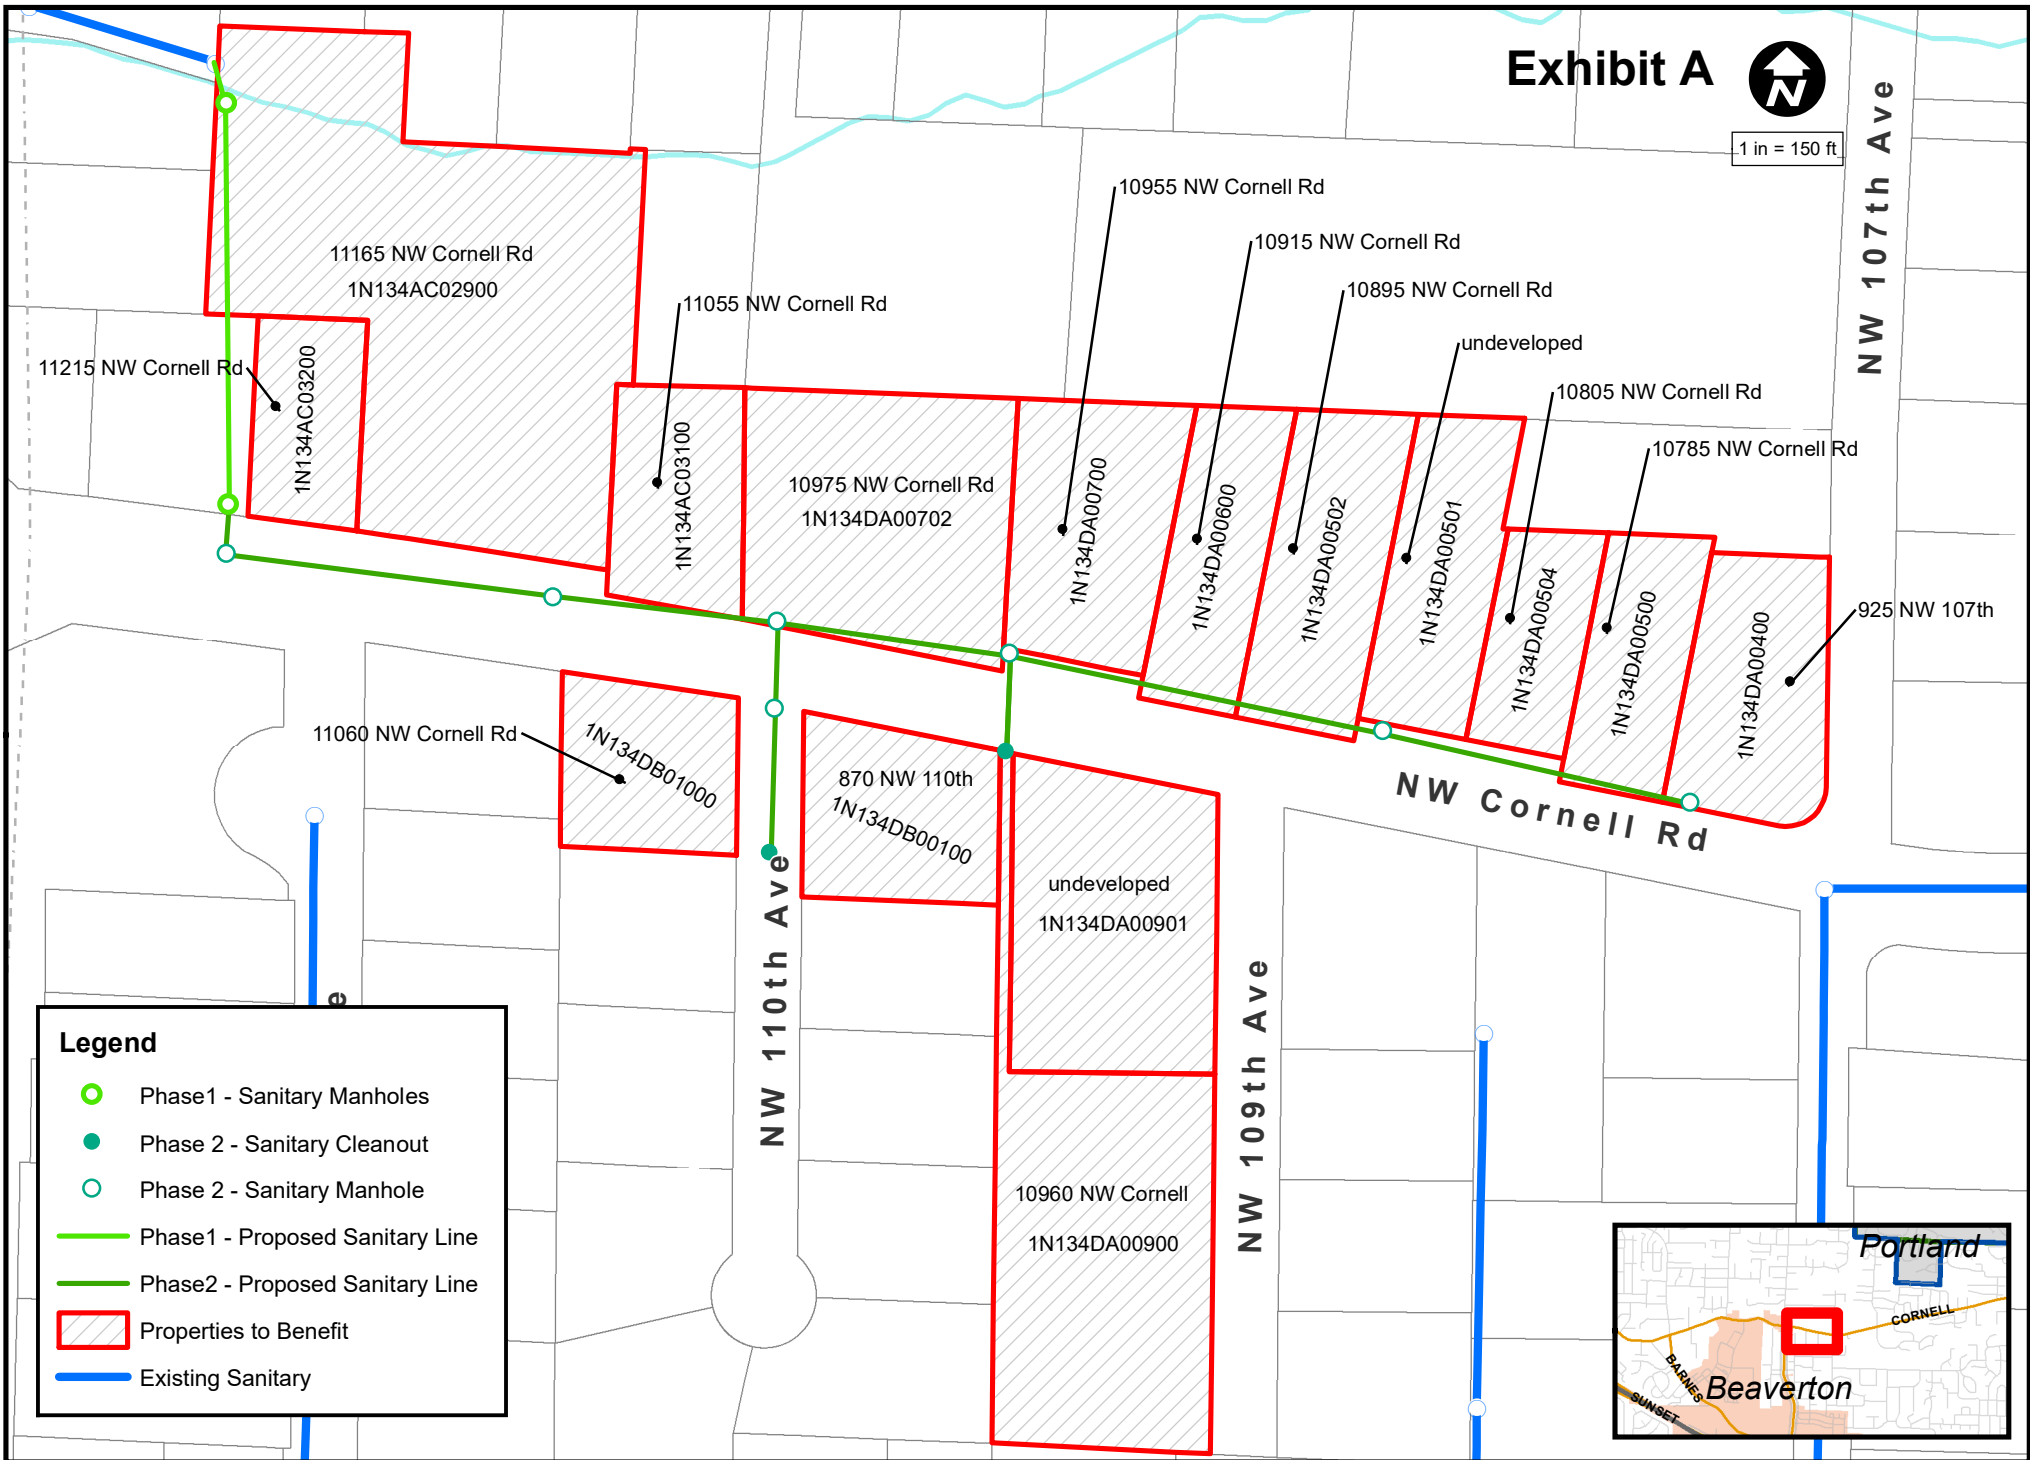 Exhibit A
N
1 in = 150 ft
NW 107th Ave
10955 NW Cornell Rd
10915 NW Cornell Rd
11165 NW Cornell Rd
1N134AC02900
10895 NW Cornell Rd
11055 NW Cornell Rd
undeveloped
11215 NW Cornell Rd
1N134AC03200
10805 NW Cornell Rd
10785 NW Cornell Rd
1N134AC03100
10975 NW Cornell Rd
1N134DA00702
1N134DA00700
1N134DA00600
1N134DA00502
1N134DA00501
1N134DA00504
1N134DA00500
1N134DA00400
925 NW 107th
11060 NW Cornell Rd
1N134DB01000
870 NW 110th
1N134DB00100
NW Cornell Rd
undeveloped
1N134DA00901
NW 110th Ave
NW 109th Ave
e
10960 NW Cornell
1N134DA00900
Legend
Phase1 - Sanitary Manholes
Phase 2 - Sanitary Cleanout
Phase 2 - Sanitary Manhole
Phase1 - Proposed Sanitary Line
Phase2 - Proposed Sanitary Line
Properties to Benefit
Existing Sanitary
Portland
CORNELL
BARNES
Beaverton
SUNSET